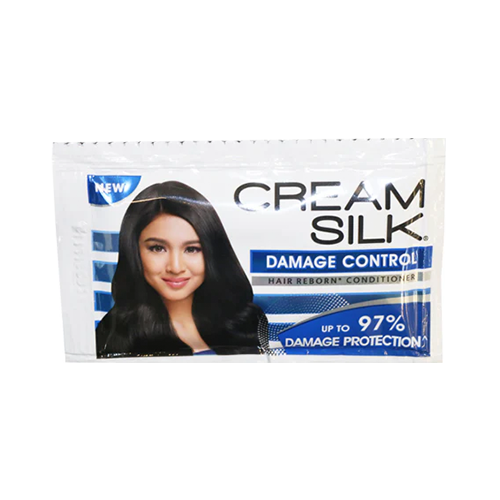 NEW
CREAM
SILK®
DAMAGE CONTROL
HAIR REBORN* CONDITIONER
UP TO 97%
DAMAGE PROTECTION